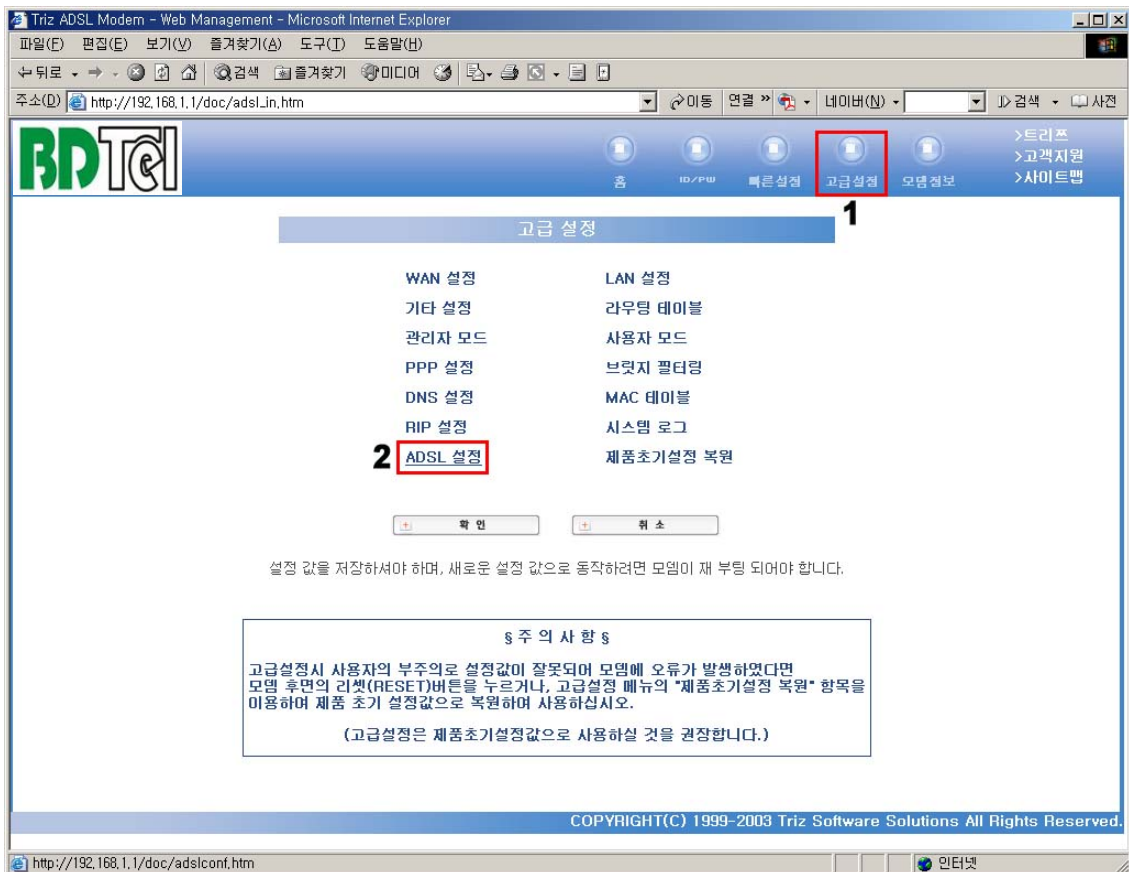 Triz ADSL Modem - Web Management - Microsoft Internet Explorer
파일(F) 편집(E) 보기(V) 즐겨찾기(A) 도구(T) 도움말(H)
뒤로 검색 즐겨찾기 미디어
주소(D) http://192.168.1.1/doc/adsl_in.htm 이동 연결 » 네이버(N) 검색 사전
BDTel
홈 ID/PW 빠른설정 고급설정 모뎀정보
>트리쯔
>고객지원
>사이트맵
1
고급 설정
WAN 설정 LAN 설정
기타 설정 라우팅 테이블
관리자 모드 사용자 모드
PPP 설정 브릿지 필터링
DNS 설정 MAC 테이블
RIP 설정 시스템 로그
2 ADSL 설정 제품초기설정 복원
확 인 취 소
설정 값을 저장하셔야 하며, 새로운 설정 값으로 동작하려면 모뎀이 재 부팅 되어야 합니다.
§ 주 의 사 항 §
고급설정시 사용자의 부주의로 설정값이 잘못되어 모뎀에 오류가 발생하였다면
모뎀 후면의 리셋(RESET)버튼을 누르거나, 고급설정 메뉴의 "제품초기설정 복원" 항목을
이용하여 제품 초기 설정값으로 복원하여 사용하십시오.
(고급설정은 제품초기설정값으로 사용하실 것을 권장합니다.)
COPYRIGHT(C) 1999-2003 Triz Software Solutions All Rights Reserved.
http://192.168.1.1/doc/adslconf.htm 인터넷